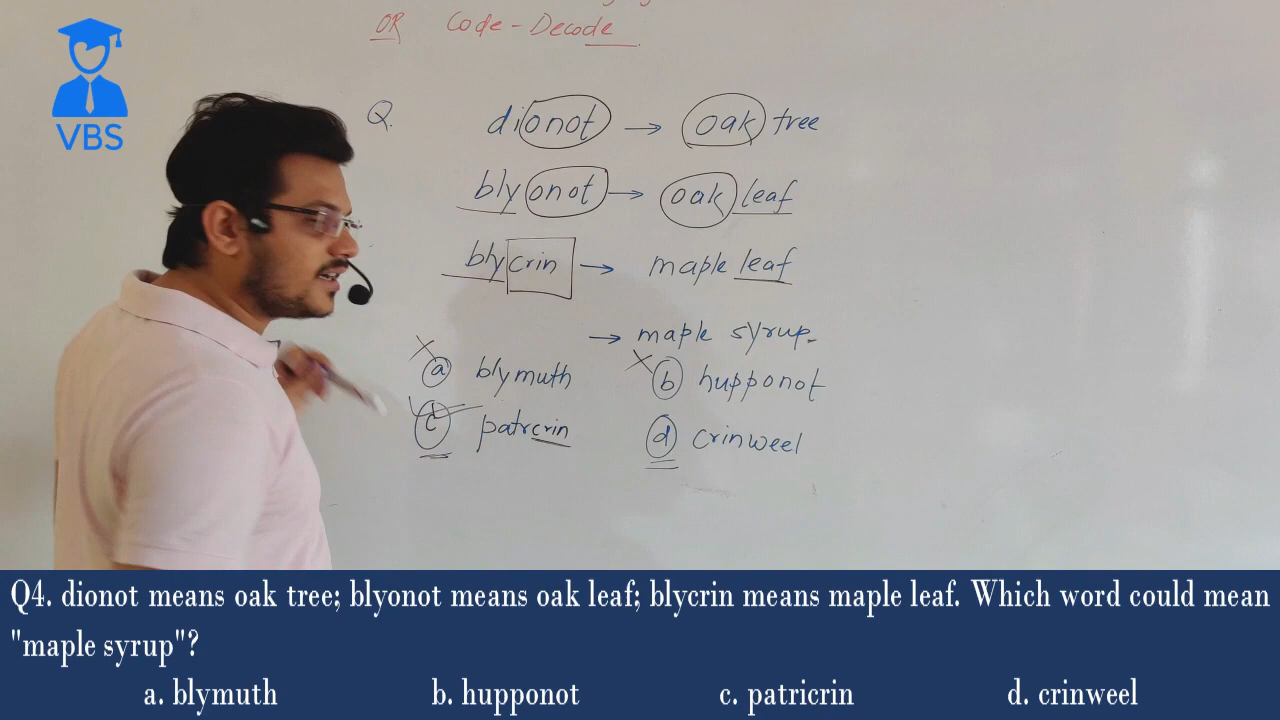 VBS
OR Code - Decode
Q. dionot → oak tree
blyonot → oak leaf
blycrin → maple leaf
→ maple syrup.
a blymuth b hupponot
c patrcrin d crinweel
Q4. dionot means oak tree; blyonot means oak leaf; blycrin means maple leaf. Which word could mean
"maple syrup"?
a. blymuth b. hupponot c. patricrin d. crinweel